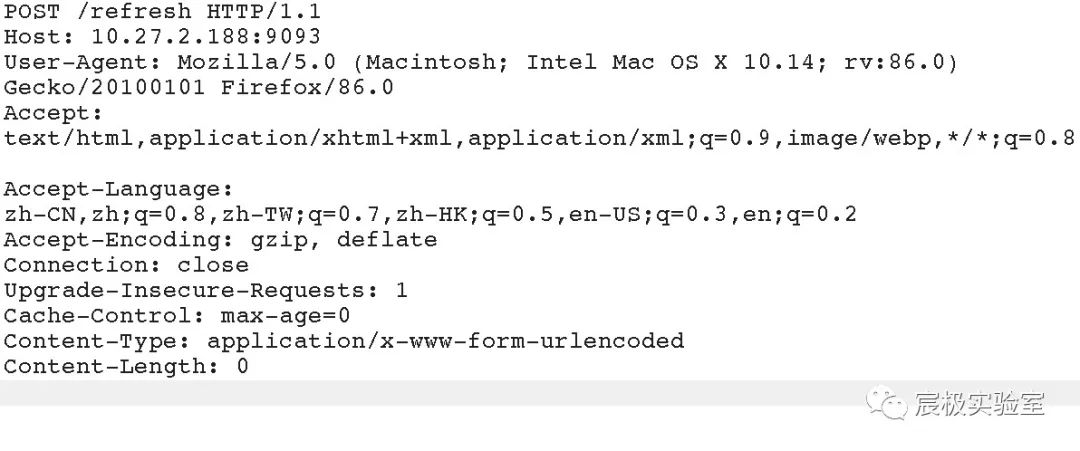 POST /refresh HTTP/1.1
Host: 10.27.2.188:9093
User-Agent: Mozilla/5.0 (Macintosh; Intel Mac OS X 10.14; rv:86.0)
Gecko/20100101 Firefox/86.0
Accept:
text/html,application/xhtml+xml,application/xml;q=0.9,image/webp,*/*;q=0.8
Accept-Language:
zh-CN,zh;q=0.8,zh-TW;q=0.7,zh-HK;q=0.5,en-US;q=0.3,en;q=0.2
Accept-Encoding: gzip, deflate
Connection: close
Upgrade-Insecure-Requests: 1
Cache-Control: max-age=0
Content-Type: application/x-www-form-urlencoded
Content-Length: 0
宸极实验室